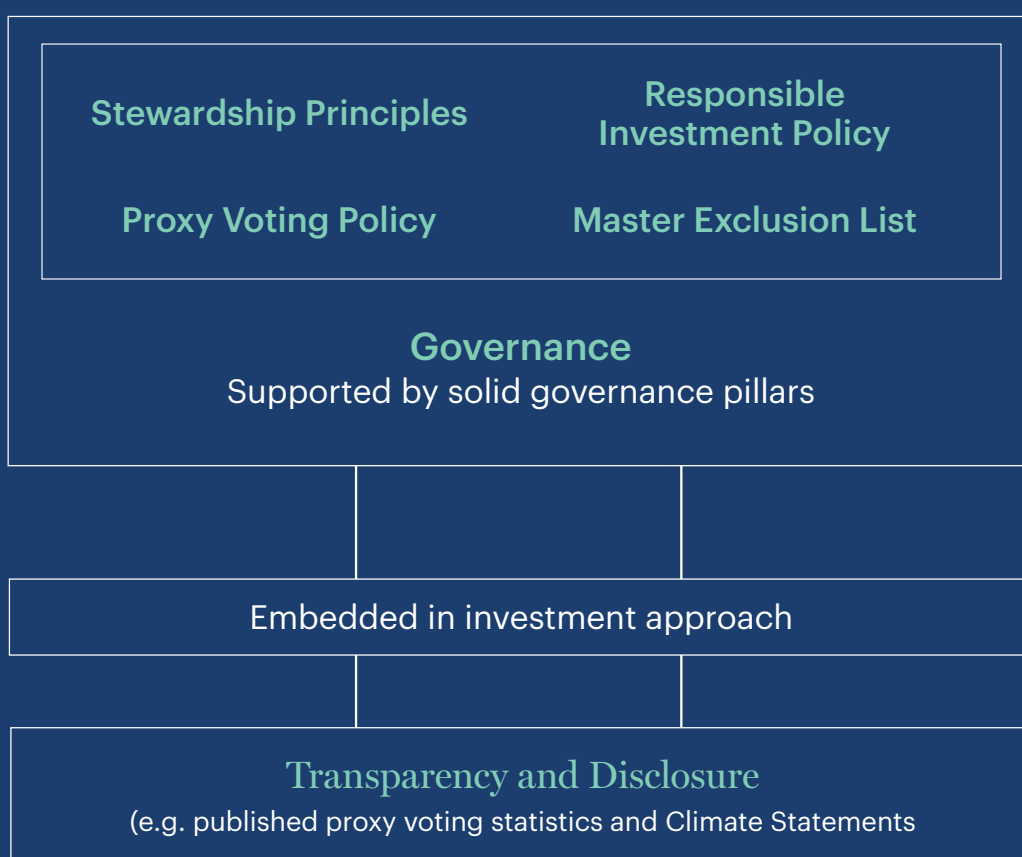 Stewardship Principles
Responsible
Investment Policy
Proxy Voting Policy
Master Exclusion List
Governance
Supported by solid governance pillars
Embedded in investment approach
Transparency and Disclosure
(e.g. published proxy voting statistics and Climate Statements